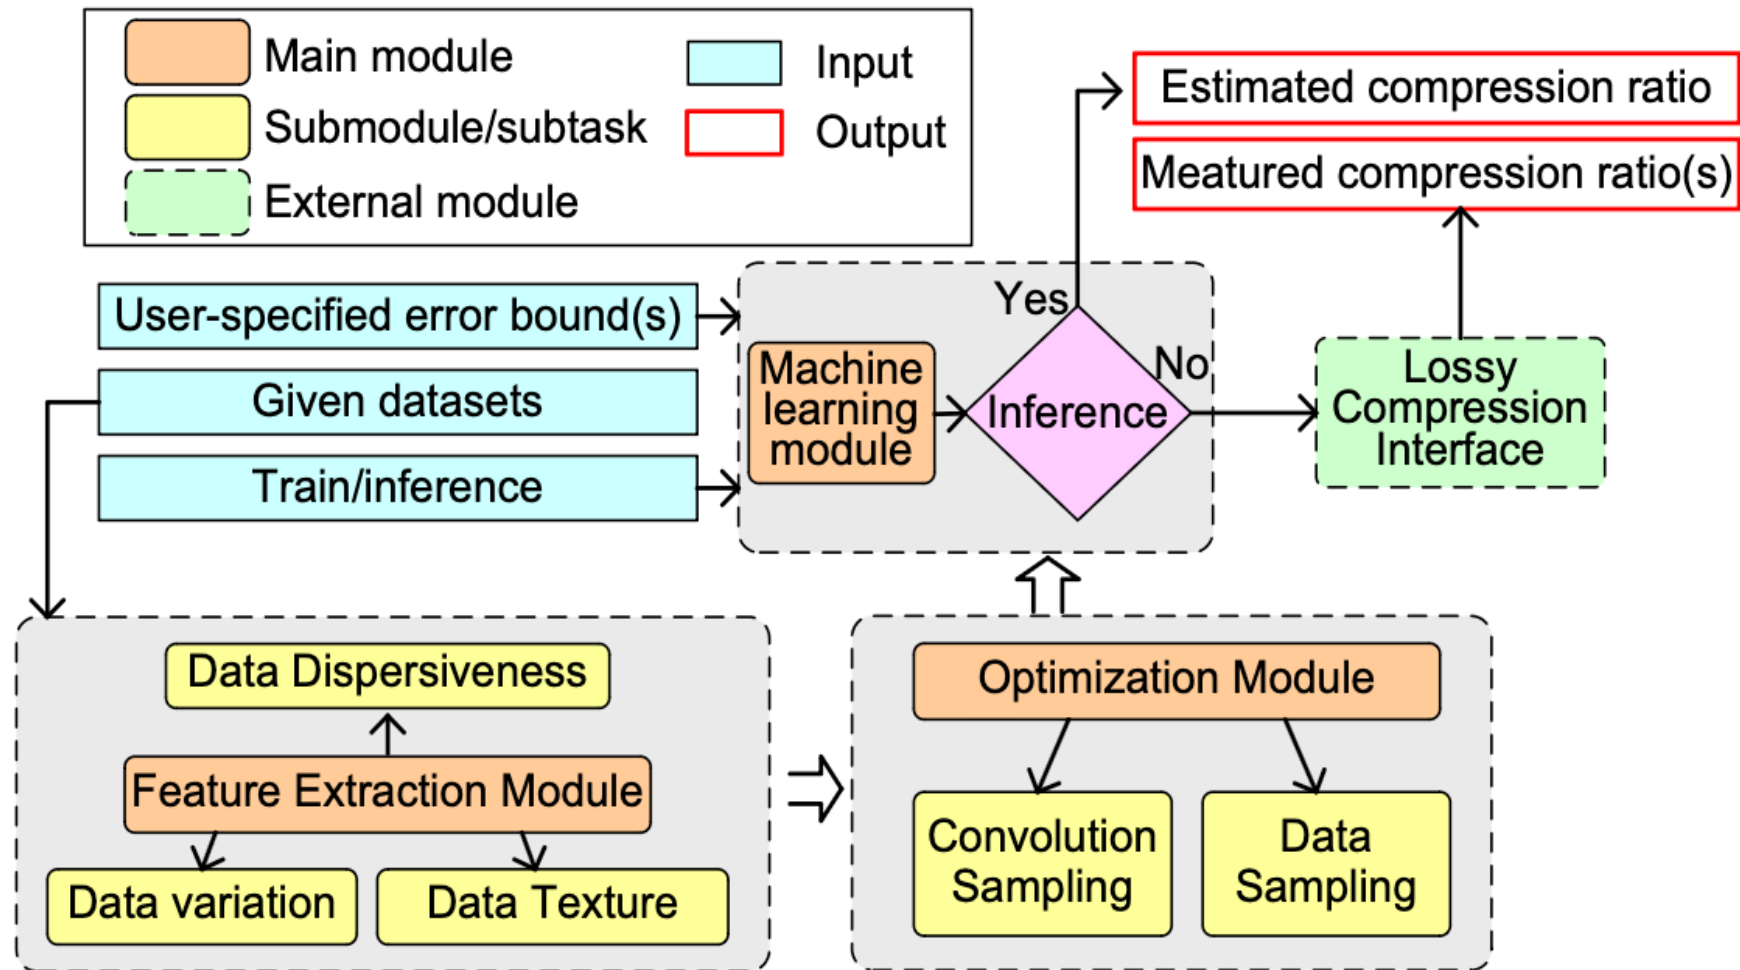 Main module
Submodule/subtask
External module
Input
Output
Estimated compression ratio
Meatured compression ratio(s)
User-specified error bound(s)
Given datasets
Train/inference
Machine
learning
module
Yes
Inference
No
Lossy
Compression
Interface
Data Dispersiveness
Feature Extraction Module
Data variation
Data Texture
Optimization Module
Convolution
Sampling
Data
Sampling